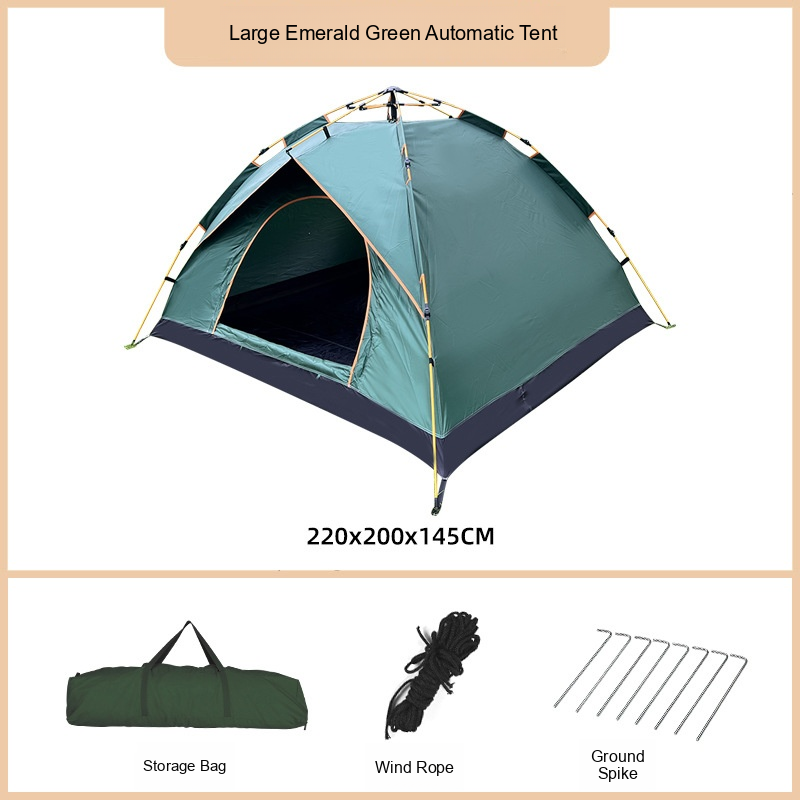 Large Emerald Green Automatic Tent
220x200x145CM
Storage Bag
Wind Rope
Ground
Spike